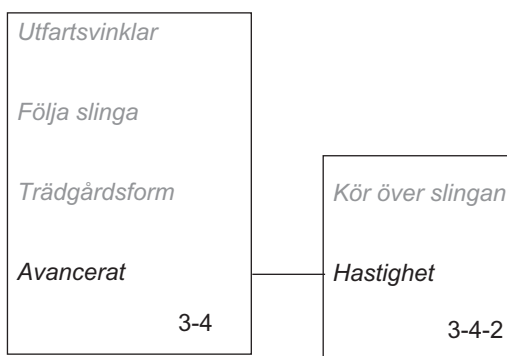 Utfartsvinklar
Följa slinga
Trädgårdsform
Avancerat
3-4
Kör över slingan
Hastighet
3-4-2